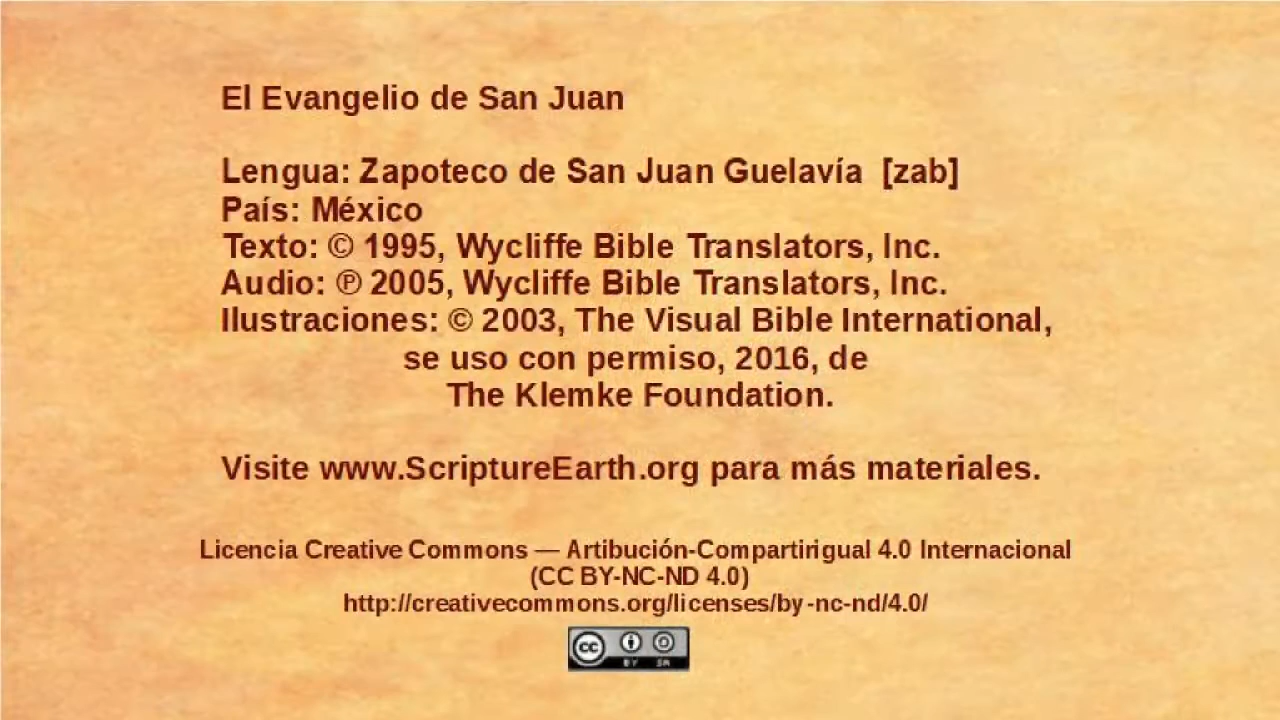 El Evangelio de San Juan
Lengua: Zapoteco de San Juan Guelavía [zab]
País: México
Texto: © 1995, Wycliffe Bible Translators, Inc.
Audio: ℗ 2005, Wycliffe Bible Translators, Inc.
Ilustraciones: © 2003, The Visual Bible International,
se uso con permiso, 2016, de
The Klemke Foundation.
Visite www.ScriptureEarth.org para más materiales.
Licencia Creative Commons — Artibución-Compartirigual 4.0 Internacional
(CC BY-NC-ND 4.0)
http://creativecommons.org/licenses/by-nc-nd/4.0/
cc BY SA